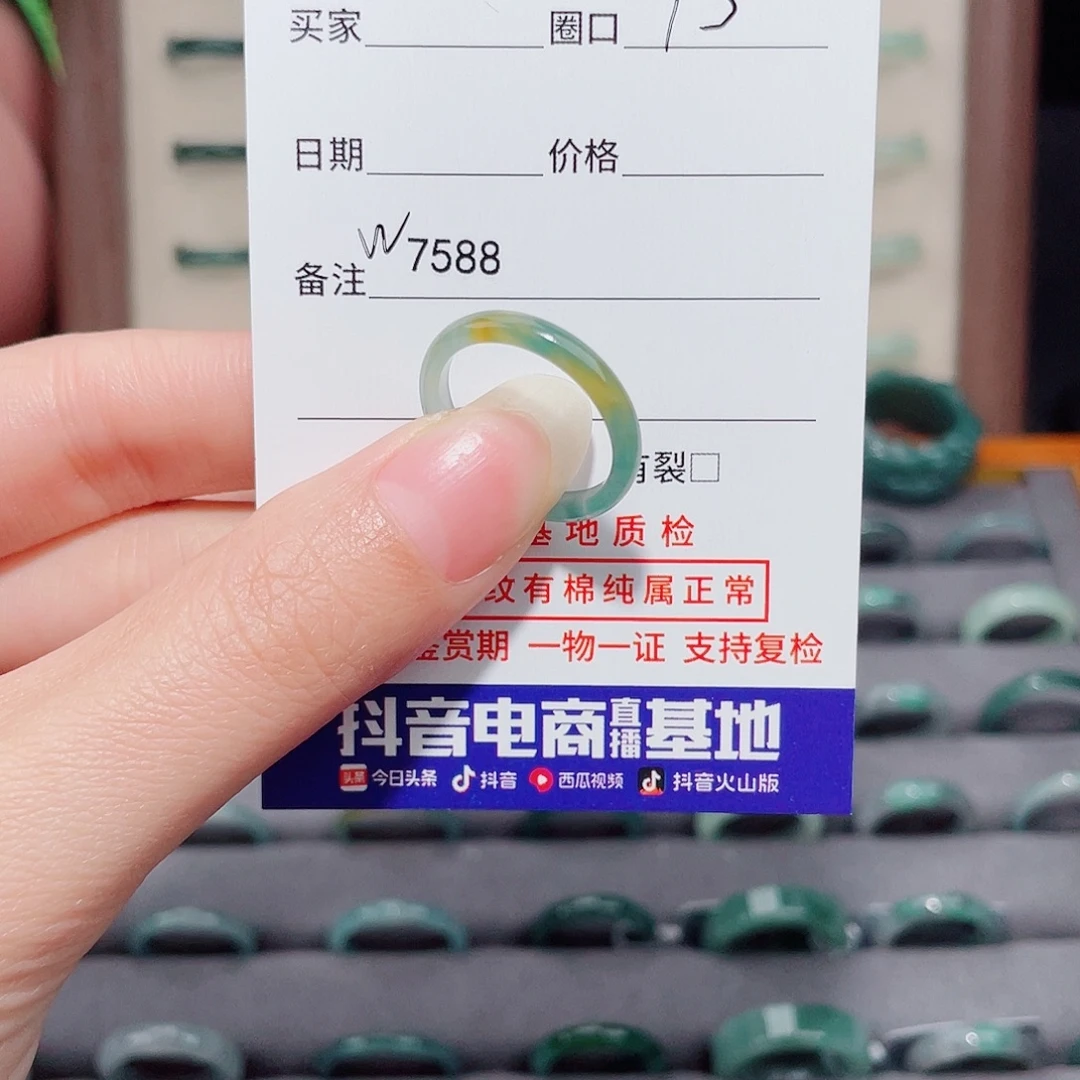 买家 圈口
日期 价格
备注 W7588
有裂□
基地质检
纹有棉纯属正常
鉴赏期 一物一证 支持复检
抖音电商直播基地
今日头条 抖音 西瓜视频 抖音火山版